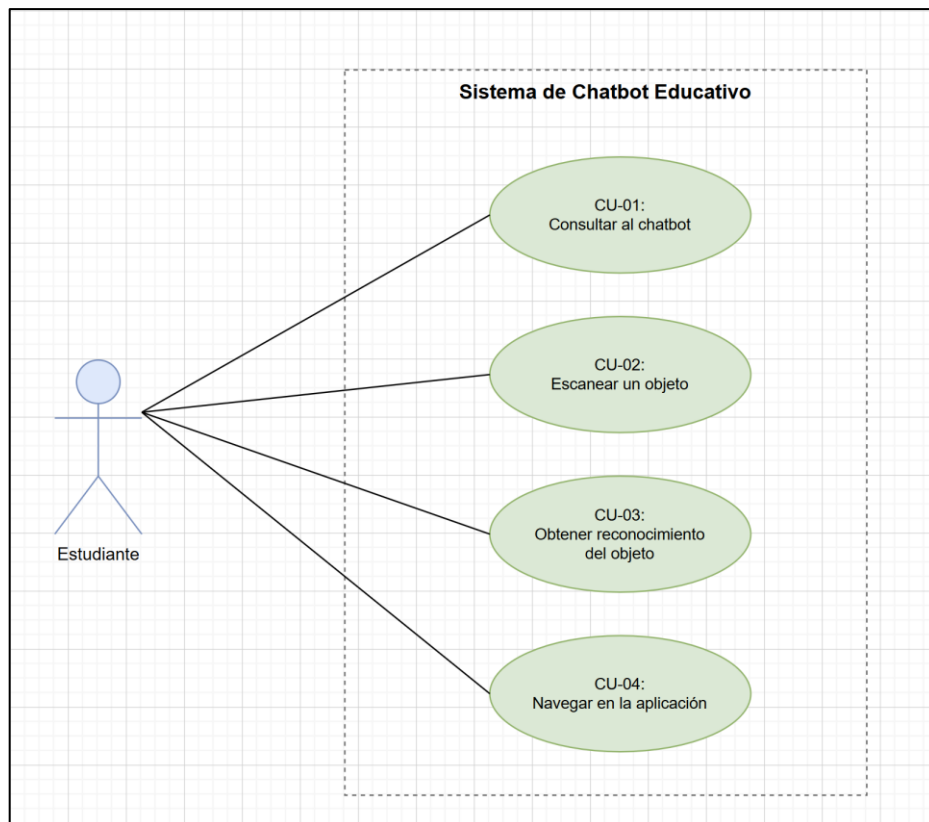 Sistema de Chatbot Educativo
CU-01:
Consultar al chatbot
CU-02:
Escanear un objeto
CU-03:
Obtener reconocimiento
del objeto
CU-04:
Navegar en la aplicación
Estudiante